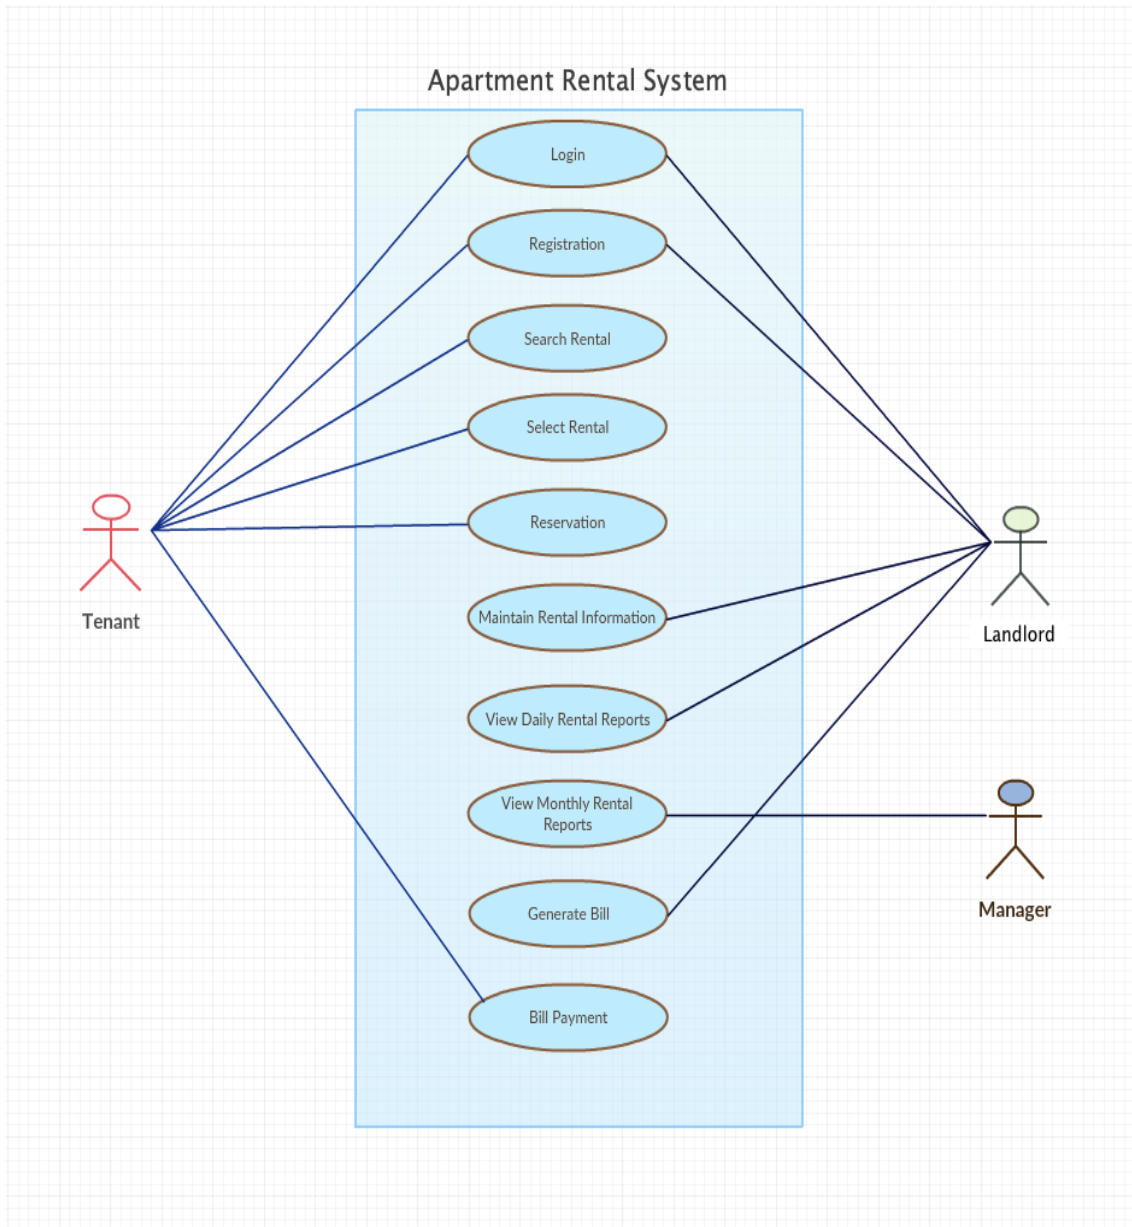 Apartment Rental System
Login
Registration
Search Rental
Select Rental
Reservation
Tenant
Maintain Rental Information
Landlord
View Daily Rental Reports
View Monthly Rental
Reports
Manager
Generate Bill
Bill Payment